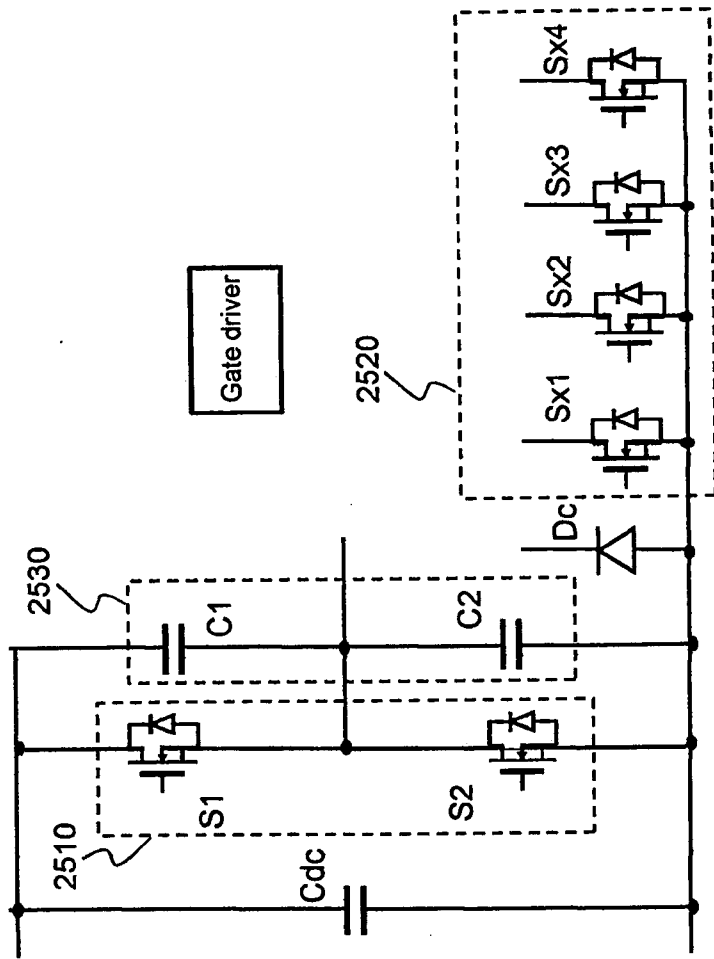 2510
2530
S1
C1
Cdc
S2
C2
Dc
Gate driver
2520
Sx1
Sx2
Sx3
Sx4